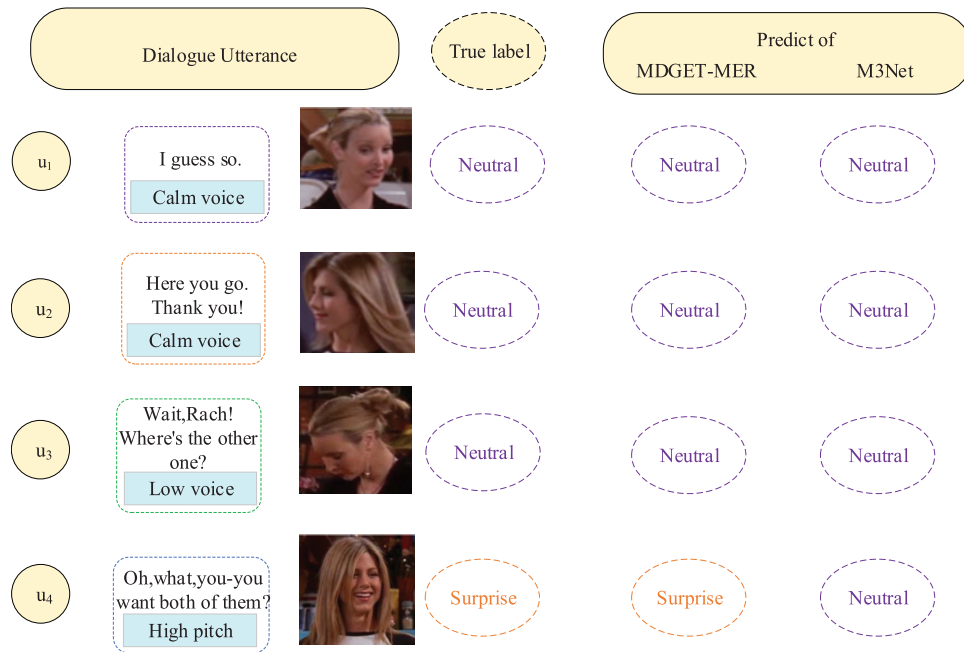 Dialogue Utterance
True label
Predict of
MDGET-MER M3Net
u1
I guess so.
Calm voice
Neutral
Neutral
Neutral
u2
Here you go.
Thank you!
Calm voice
Neutral
Neutral
Neutral
u3
Wait,Rach!
Where's the other
one?
Low voice
Neutral
Neutral
Neutral
u4
Oh,what,you-you
want both of them?
High pitch
Surprise
Surprise
Neutral